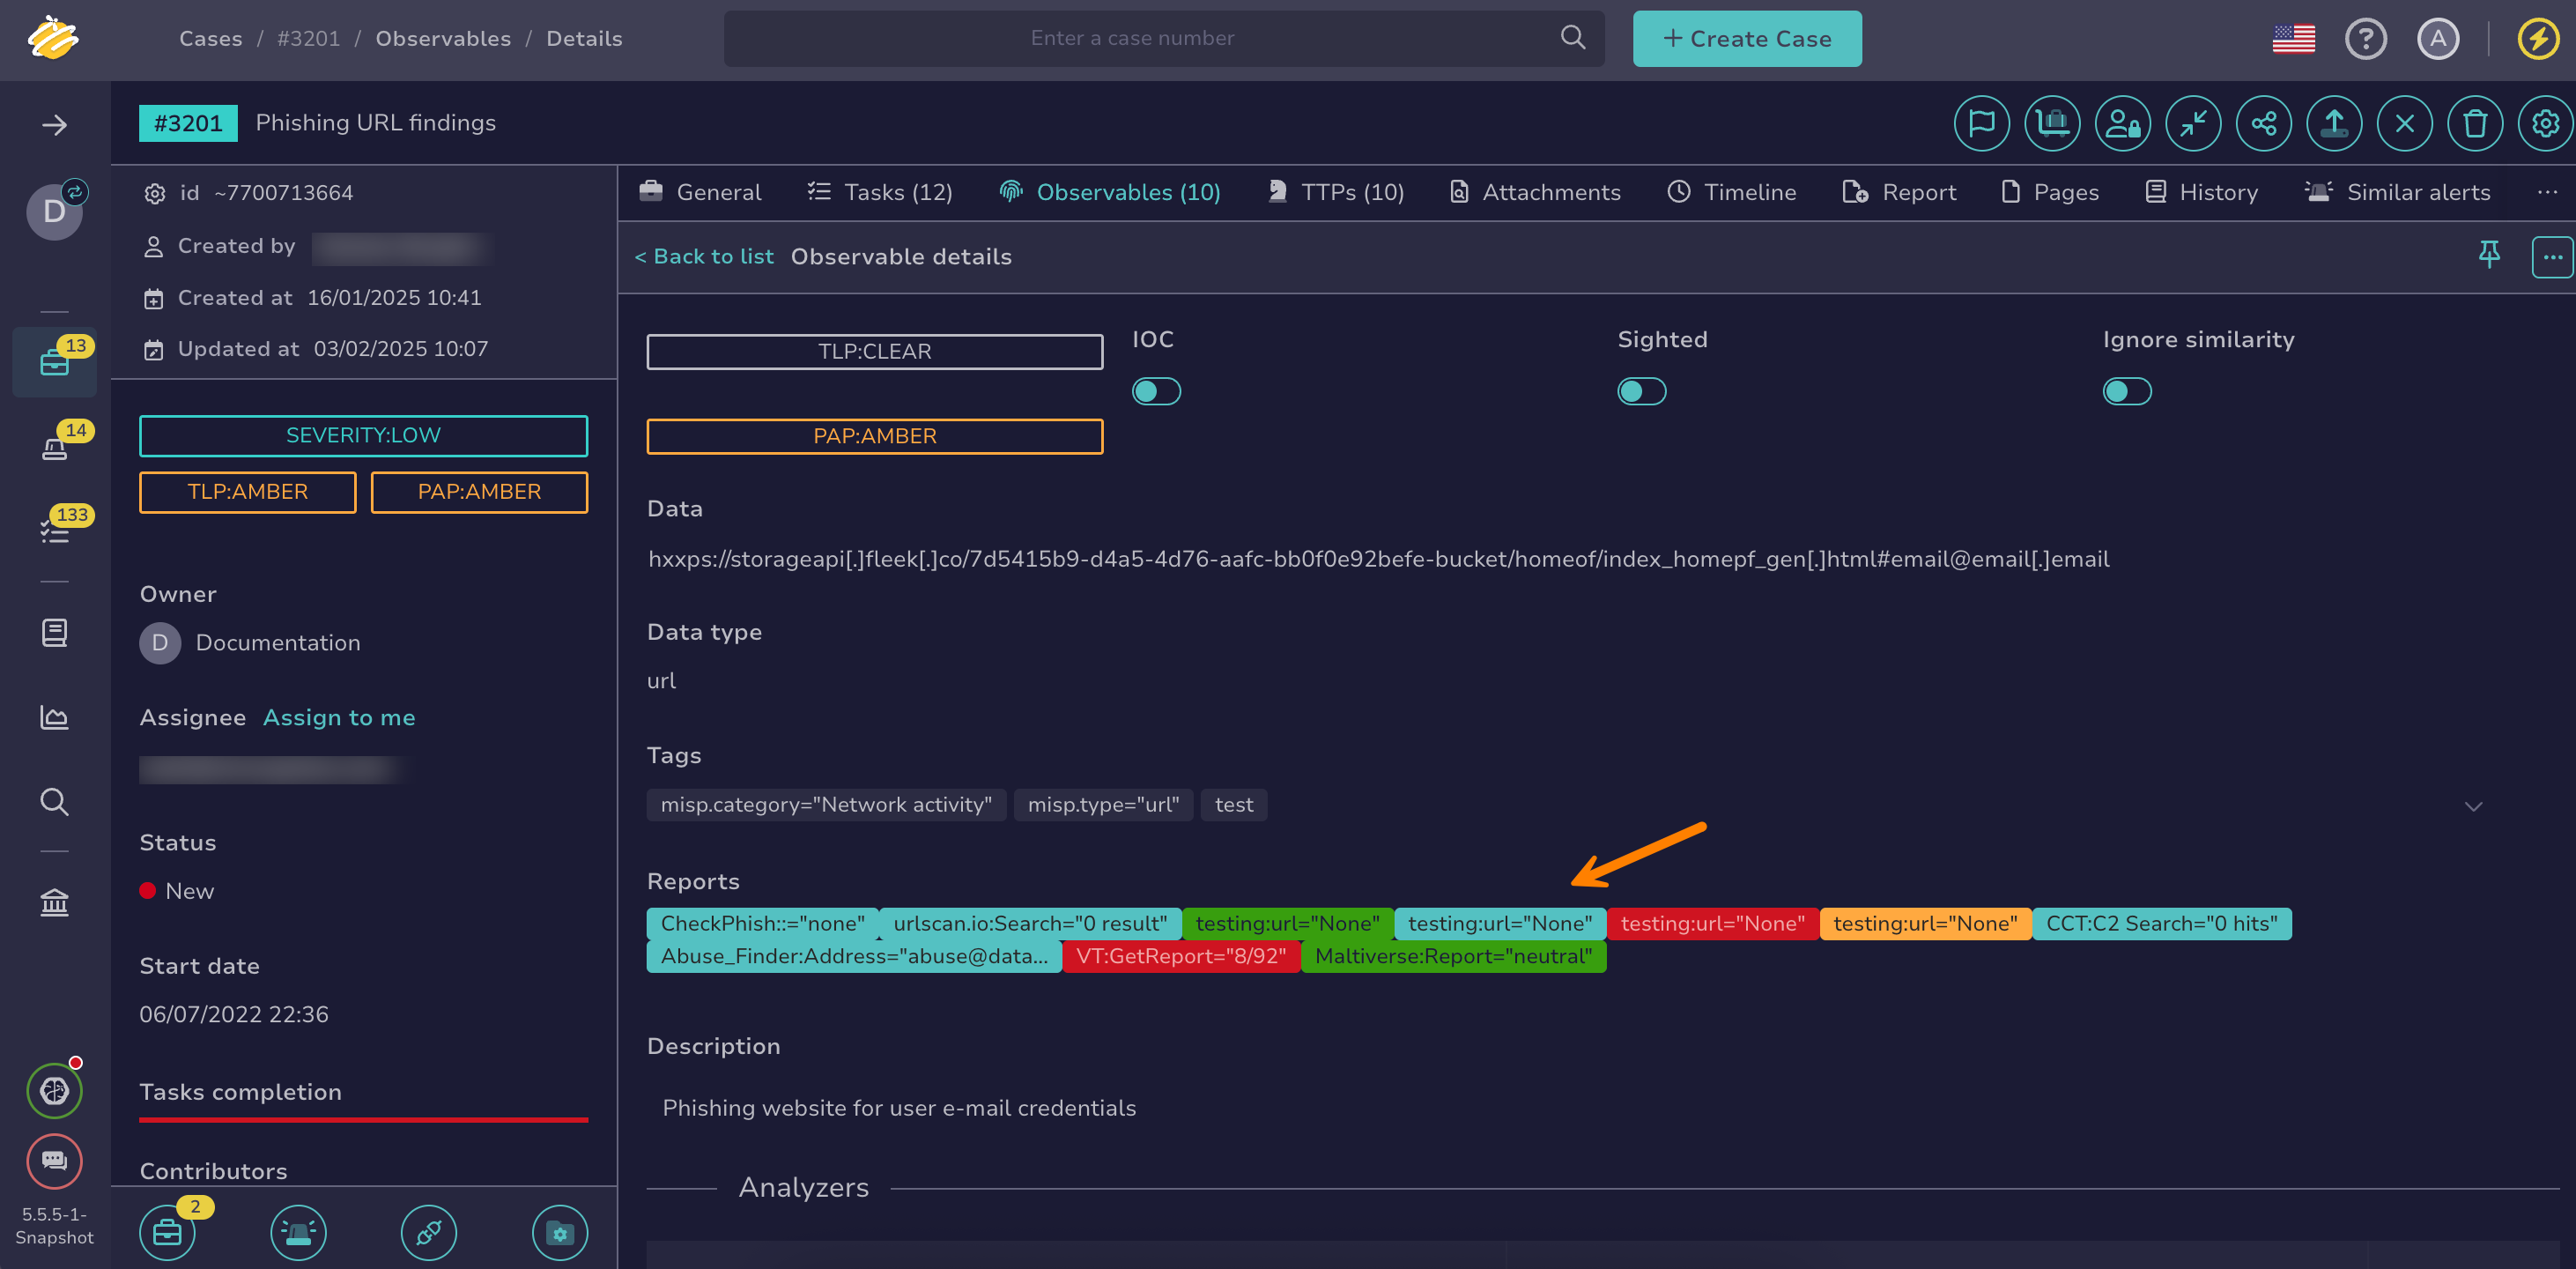 Cases / #3201 / Observables / Details
Enter a case number
+ Create Case
?
A
#3201 Phishing URL findings
D
13
14
133
5.5.5-1-
Snapshot
id ~7700713664
Created by
Created at 16/01/2025 10:41
Updated at 03/02/2025 10:07
SEVERITY:LOW
TLP:AMBER PAP:AMBER
Owner
D Documentation
Assignee Assign to me
Status
New
Start date
06/07/2022 22:36
Tasks completion
Contributors
2
General Tasks (12) Observables (10) TTPs (10) Attachments Timeline Report Pages History Similar alerts ...
< Back to list Observable details
...
TLP:CLEAR
PAP:AMBER
IOC
Sighted
Ignore similarity
Data
hxxps://storageapi[.]fleek[.]co/7d5415b9-d4a5-4d76-aafc-bb0f0e92befe-bucket/homeof/index_homepf_gen[.]html#email@email[.]email
Data type
url
Tags
misp.category="Network activity" misp.type="url" test
Reports
CheckPhish::="none" urlscan.io:Search="0 result" testing:url="None" testing:url="None" testing:url="None" testing:url="None" CCT:C2 Search="0 hits"
Abuse_Finder:Address="abuse@data... VT:GetReport="8/92" Maltiverse:Report="neutral"
Description
Phishing website for user e-mail credentials
Analyzers